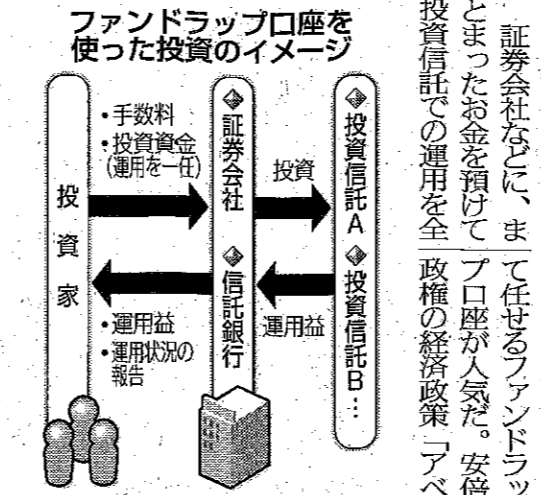 ファンドラップ口座を
使った投資のイメージ
投資家
・手数料
・投資資金
(運用を一任)
・運用益
・運用状況の
報告
◆証券会社
◆信託銀行
投資
運用益
◆投資信託A
◆投資信託B…
証券会社などに、ま
とまったお金を預けて
投資信託での運用を全
て任せるファンドラッ
プ口座が人気だ。安倍
政権の経済政策「アベ